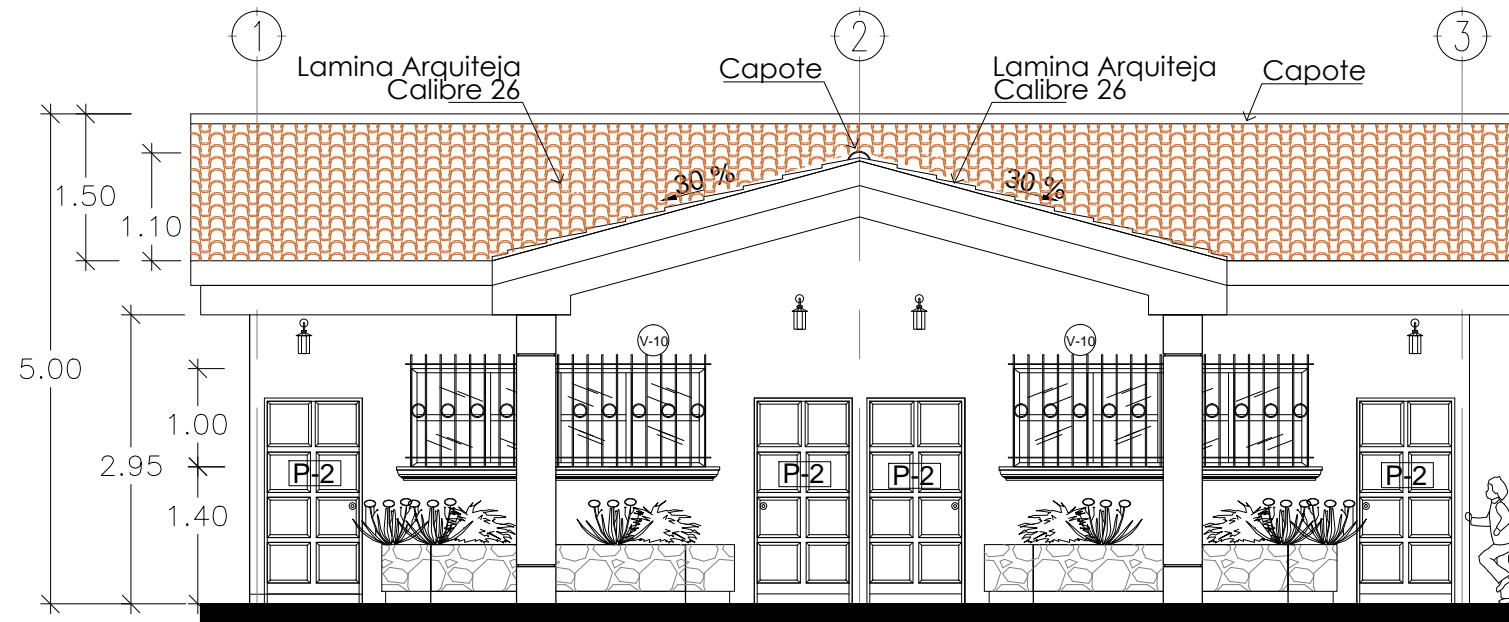 1
2
3
Lamina Arquiteja
Calibre 26
Capote
Lamina Arquiteja
Calibre 26
Capote
30 %
30 %
1.50
1.10
5.00
2.95
1.00
1.40
V-10
V-10
P-2
P-2
P-2
P-2